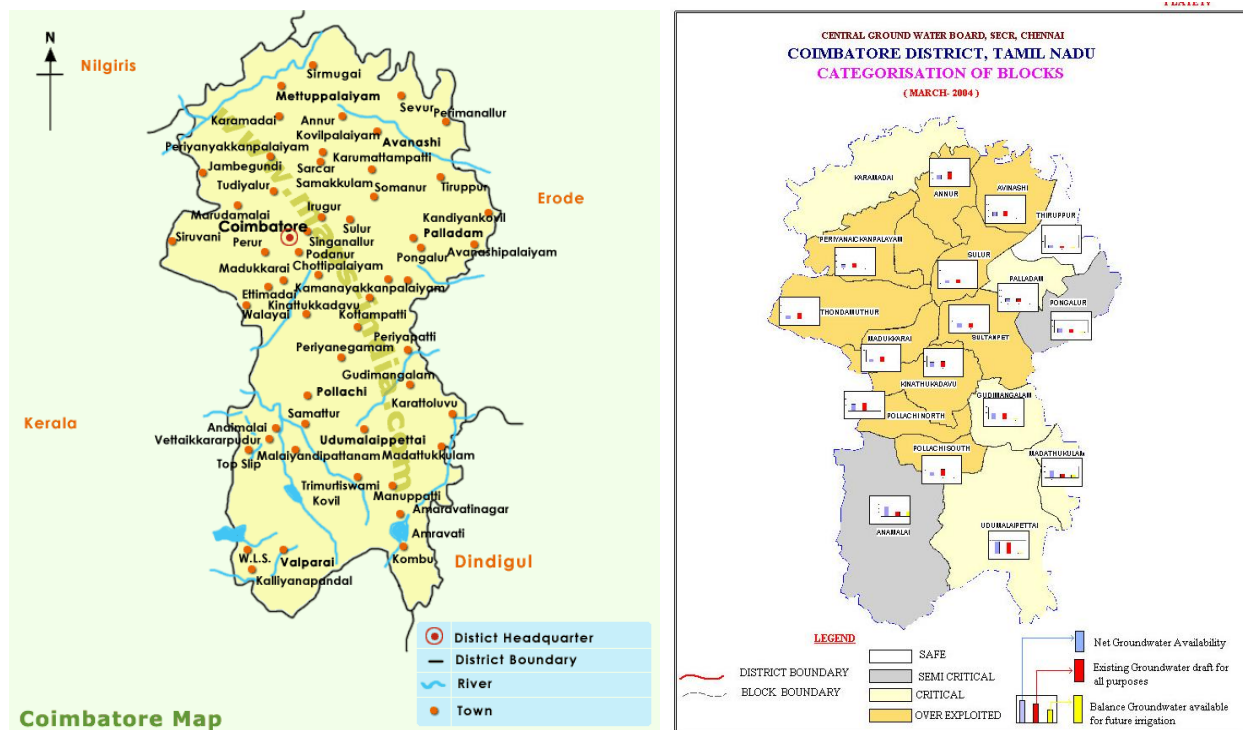 N
Nilgiris
Sirmugai
Mettuppalaiyam
Sevur
Perimanallur
Karamadai
Annur
Kovilpalaiyam
Avanashi
Periyanyakkanpalaiyam
Karumattampatti
Jambegundi
Sarcar
Samakkulam
Tudiyalur
Somanur
Tiruppur
Erode
Marudamalai
Irugur
Kandiyankovil
Coimbatore
Sulur
Palladam
Siruvani
Perur
Singanallur
Avanashipalaiyam
Podanur
Pongalur
Madukkarai
Chottipalaiyam
Ettimadai
Kamanayakkanpalaiyam
Kinattukkadavu
Walayai
Kottampatti
Periyapatti
Periyanegamam
Gudimangalam
Pollachi
Karattoluvu
Kerala
Samattur
Andimalai
Vettaikkararpudur
Udumalaippettai
Top Slip
Malaiyandipattanam
Madattukkulam
Trimurtiswami
Kovil
Manuppatti
Amaravatinagar
Amravati
W.L.S.
Valparai
Kombu
Dindigul
Kalliyanapandal
Distict Headquarter
District Boundary
River
Town
Coimbatore Map
PLATE IV
CENTRAL GROUND WATER BOARD, SECR, CHENNAI
COIMBATORE DISTRICT, TAMIL NADU
CATEGORISATION OF BLOCKS
( MARCH- 2004 )
KARAMADAI
ANNUR
AVINASHI
THIRUPPUR
PERIYANAICKANPALAYAM
SULUR
PALLADAM
PONGALUR
THONDAMUTHUR
MADUKKARAI
SULTANPET
KINATHUKADAVU
GUDIMANGALAM
POLLACHI NORTH
POLLACHI SOUTH
MADATHUKULAM
ANAMALAI
UDUMALAIPETTAI
LEGEND
DISTRICT BOUNDARY
BLOCK BOUNDARY
SAFE
SEMI CRITICAL
CRITICAL
OVER EXPLOITED
Net Groundwater Availability
Existing Groundwater draft for
all purposes
Balance Groundwater available
for future irrigation